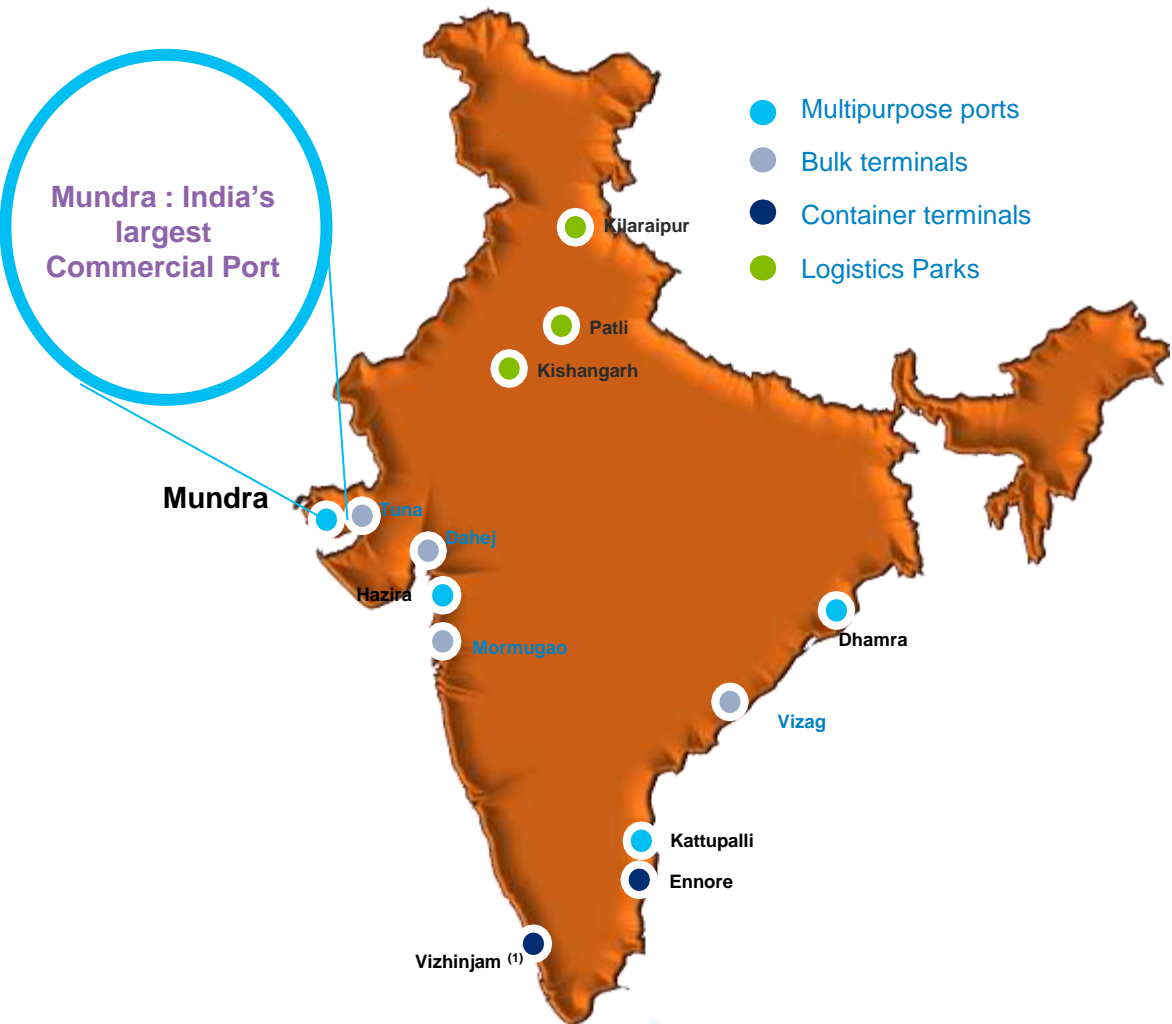 Multipurpose ports
Bulk terminals
Container terminals
Logistics Parks
Mundra : India’s
largest
Commercial Port
Kilaraipur
Patli
Kishangarh
Mundra
Tuna
Dahej
Hazira
Mormugao
Dhamra
Vizag
Kattupalli
Ennore
Vizhinjam (1)